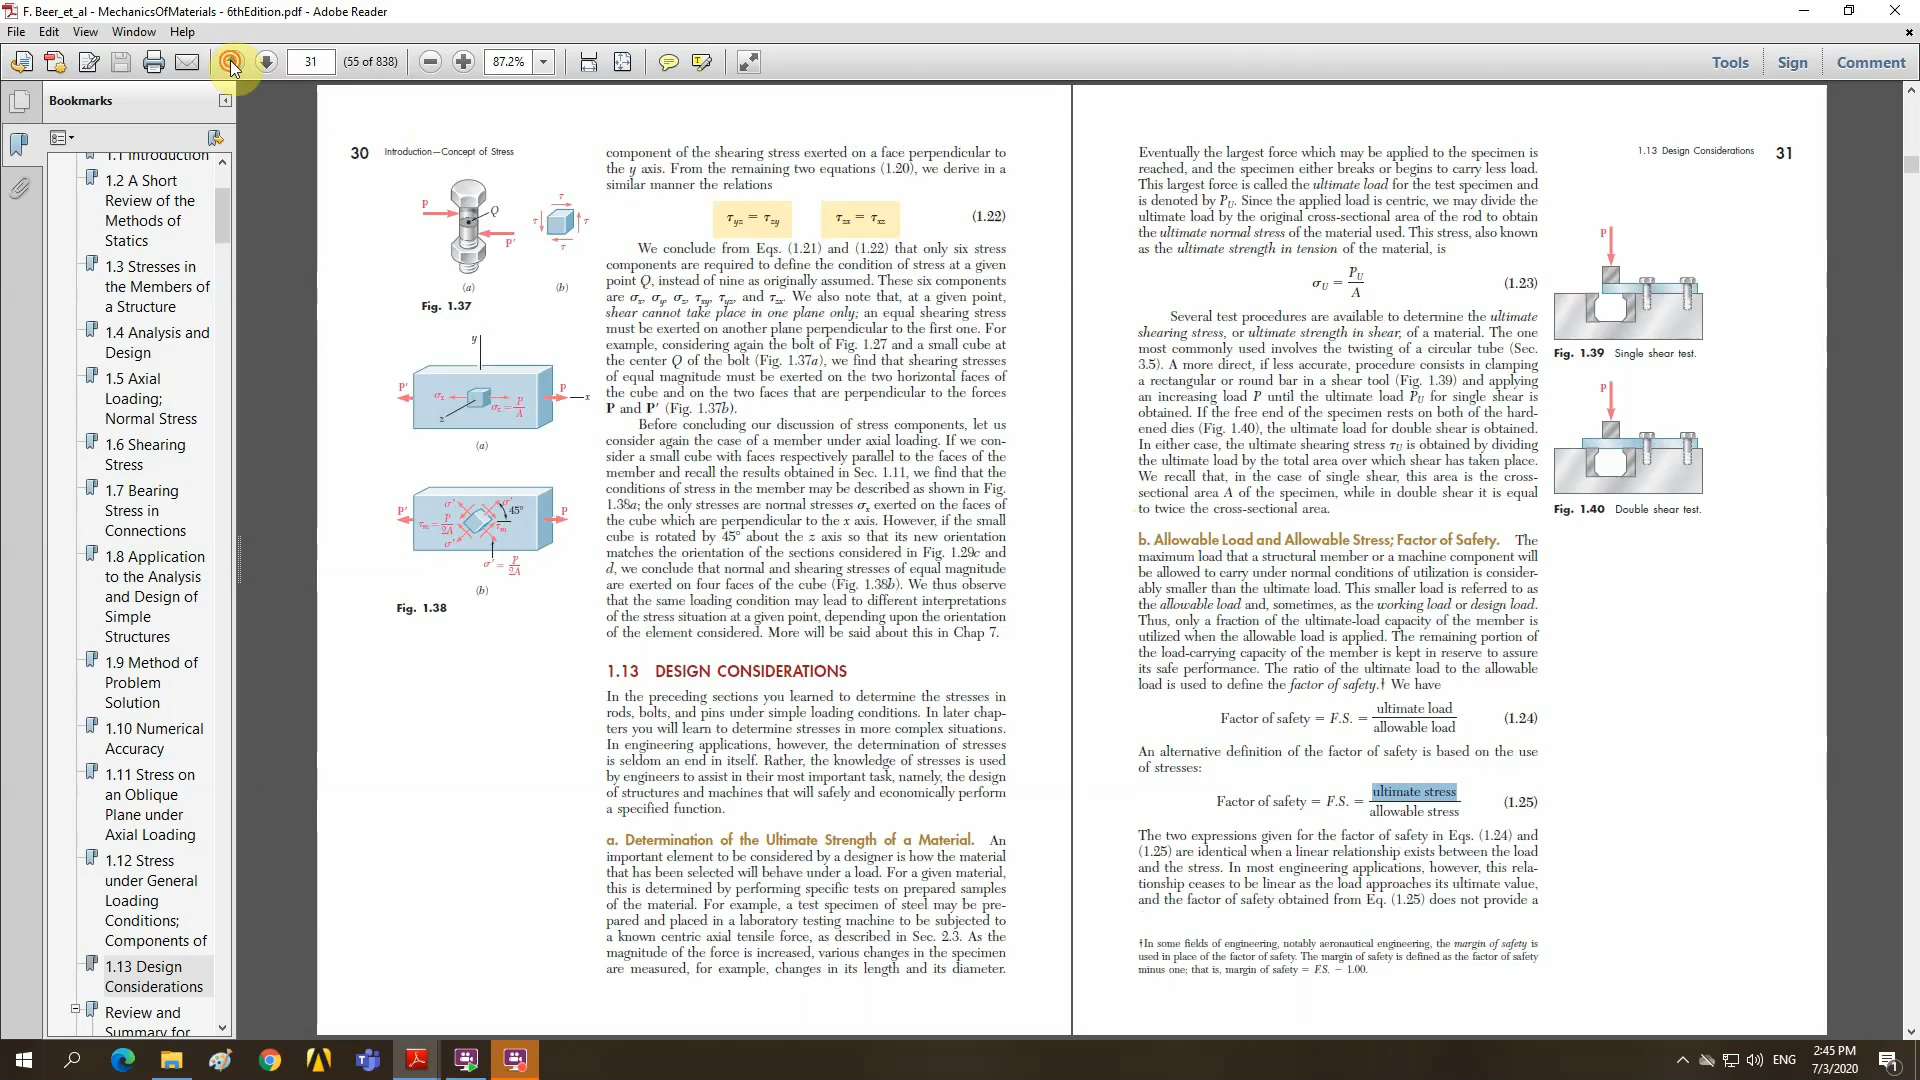 F. Beer_et_al - MechanicsOfMaterials - 6thEdition.pdf - Adobe Reader
File Edit View Window Help
31 (55 of 838) 87.2% Tools Sign Comment
Bookmarks
1.1 Introduction
1.2 A Short
Review of the
Methods of
Statics
1.3 Stresses in
the Members of
a Structure
1.4 Analysis and
Design
1.5 Axial
Loading;
Normal Stress
1.6 Shearing
Stress
1.7 Bearing
Stress in
Connections
1.8 Application
to the Analysis
and Design of
Simple
Structures
1.9 Method of
Problem
Solution
1.10 Numerical
Accuracy
1.11 Stress on
an Oblique
Plane under
Axial Loading
1.12 Stress
under General
Loading
Conditions;
Components of
1.13 Design
Considerations
Review and
Summary for
30 Introduction—Concept of Stress
P
Q
P'
τ
τ
τ
τ
(a) (b)
Fig. 1.37
y
P' P
x
σx
σx = P/A
z
(a)
P' P
σ' σ'
45°
τm = P/2A
τm
σ'
σ' = P/2A
(b)
Fig. 1.38
component of the shearing stress exerted on a face perpendicular to
the y axis. From the remaining two equations (1.20), we derive in a
similar manner the relations
τyz = τzy τzx = τxz (1.22)
We conclude from Eqs. (1.21) and (1.22) that only six stress
components are required to define the condition of stress at a given
point Q, instead of nine as originally assumed. These six components
are σx, σy, σz, τxy, τyz, and τzx. We also note that, at a given point,
shear cannot take place in one plane only; an equal shearing stress
must be exerted on another plane perpendicular to the first one. For
example, considering again the bolt of Fig. 1.27 and a small cube at
the center Q of the bolt (Fig. 1.37a), we find that shearing stresses
of equal magnitude must be exerted on the two horizontal faces of
the cube and on the two faces that are perpendicular to the forces
P and P' (Fig. 1.37b).
Before concluding our discussion of stress components, let us
consider again the case of a member under axial loading. If we con-
sider a small cube with faces respectively parallel to the faces of the
member and recall the results obtained in Sec. 1.11, we find that the
conditions of stress in the member may be described as shown in Fig.
1.38a; the only stresses are normal stresses σx exerted on the faces of
the cube which are perpendicular to the x axis. However, if the small
cube is rotated by 45° about the z axis so that its new orientation
matches the orientation of the sections considered in Fig. 1.29c and
d, we conclude that normal and shearing stresses of equal magnitude
are exerted on four faces of the cube (Fig. 1.38b). We thus observe
that the same loading condition may lead to different interpretations
of the stress situation at a given point, depending upon the orientation
of the element considered. More will be said about this in Chap 7.
1.13 DESIGN CONSIDERATIONS
In the preceding sections you learned to determine the stresses in
rods, bolts, and pins under simple loading conditions. In later chap-
ters you will learn to determine stresses in more complex situations.
In engineering applications, however, the determination of stresses
is seldom an end in itself. Rather, the knowledge of stresses is used
by engineers to assist in their most important task, namely, the design
of structures and machines that will safely and economically perform
a specified function.
a. Determination of the Ultimate Strength of a Material. An
important element to be considered by a designer is how the material
that has been selected will behave under a load. For a given material,
this is determined by performing specific tests on prepared samples
of the material. For example, a test specimen of steel may be pre-
pared and placed in a laboratory testing machine to be subjected to
a known centric axial tensile force, as described in Sec. 2.3. As the
magnitude of the force is increased, various changes in the specimen
are measured, for example, changes in its length and its diameter.
1.13 Design Considerations 31
Eventually the largest force which may be applied to the specimen is
reached, and the specimen either breaks or begins to carry less load.
This largest force is called the ultimate load for the test specimen and
is denoted by PU. Since the applied load is centric, we may divide the
ultimate load by the original cross-sectional area of the rod to obtain
the ultimate normal stress of the material used. This stress, also known
as the ultimate strength in tension of the material, is
σU = PU/A (1.23)
Several test procedures are available to determine the ultimate
shearing stress, or ultimate strength in shear, of a material. The one
most commonly used involves the twisting of a circular tube (Sec.
3.5). A more direct, if less accurate, procedure consists in clamping
a rectangular or round bar in a shear tool (Fig. 1.39) and applying
an increasing load P until the ultimate load PU for single shear is
obtained. If the free end of the specimen rests on both of the hard-
ened dies (Fig. 1.40), the ultimate load for double shear is obtained.
In either case, the ultimate shearing stress τU is obtained by dividing
the ultimate load by the total area over which shear has taken place.
We recall that, in the case of single shear, this area is the cross-
sectional area A of the specimen, while in double shear it is equal
to twice the cross-sectional area.
b. Allowable Load and Allowable Stress; Factor of Safety. The
maximum load that a structural member or a machine component will
be allowed to carry under normal conditions of utilization is consider-
ably smaller than the ultimate load. This smaller load is referred to as
the allowable load and, sometimes, as the working load or design load.
Thus, only a fraction of the ultimate-load capacity of the member is
utilized when the allowable load is applied. The remaining portion of
the load-carrying capacity of the member is kept in reserve to assure
its safe performance. The ratio of the ultimate load to the allowable
load is used to define the factor of safety.† We have
Factor of safety = F.S. = ultimate load/allowable load (1.24)
An alternative definition of the factor of safety is based on the use
of stresses:
Factor of safety = F.S. = ultimate stress/allowable stress (1.25)
The two expressions given for the factor of safety in Eqs. (1.24) and
(1.25) are identical when a linear relationship exists between the load
and the stress. In most engineering applications, however, this rela-
tionship ceases to be linear as the load approaches its ultimate value,
and the factor of safety obtained from Eq. (1.25) does not provide a
†In some fields of engineering, notably aeronautical engineering, the margin of safety is
used in place of the factor of safety. The margin of safety is defined as the factor of safety
minus one; that is, margin of safety = F.S. − 1.00.
P
Fig. 1.39 Single shear test.
P
Fig. 1.40 Double shear test.
ENG
2:45 PM
7/3/2020
1